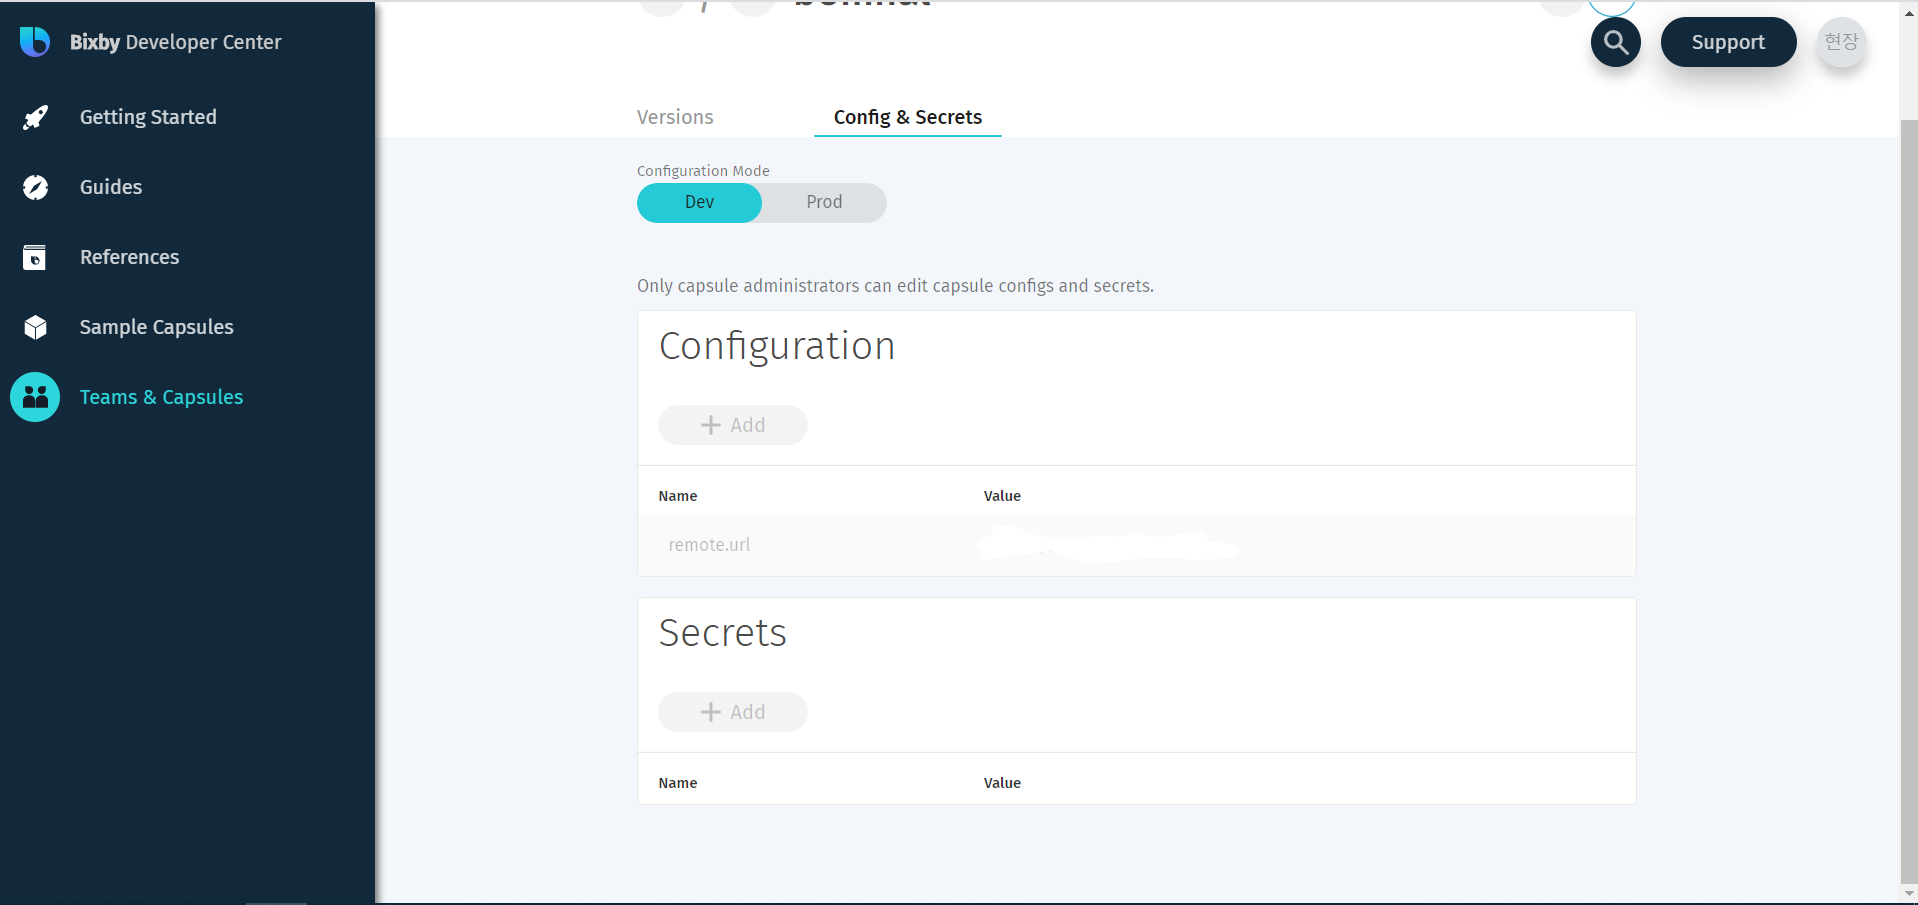 Bixby Developer Center
Getting Started
Guides
References
Sample Capsules
Teams & Capsules
/
Support
현장
Versions
Config & Secrets
Configuration Mode
Dev
Prod
Only capsule administrators can edit capsule configs and secrets.
Configuration
+ Add
Name Value
remote.url
Secrets
+ Add
Name Value